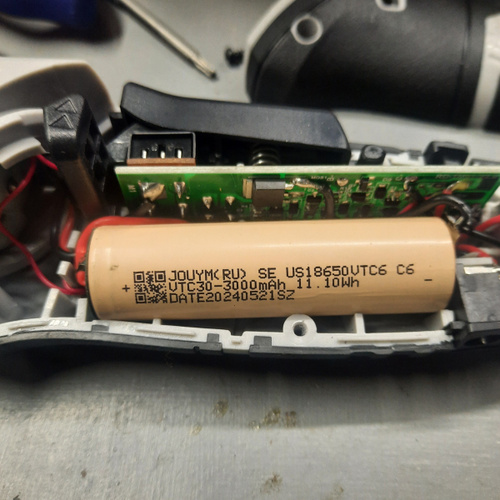 JOUYM(RU) SE US18650VTC6 C6
+ VTC30-3000mAh 11.10Wh -
DATE20240521SZ